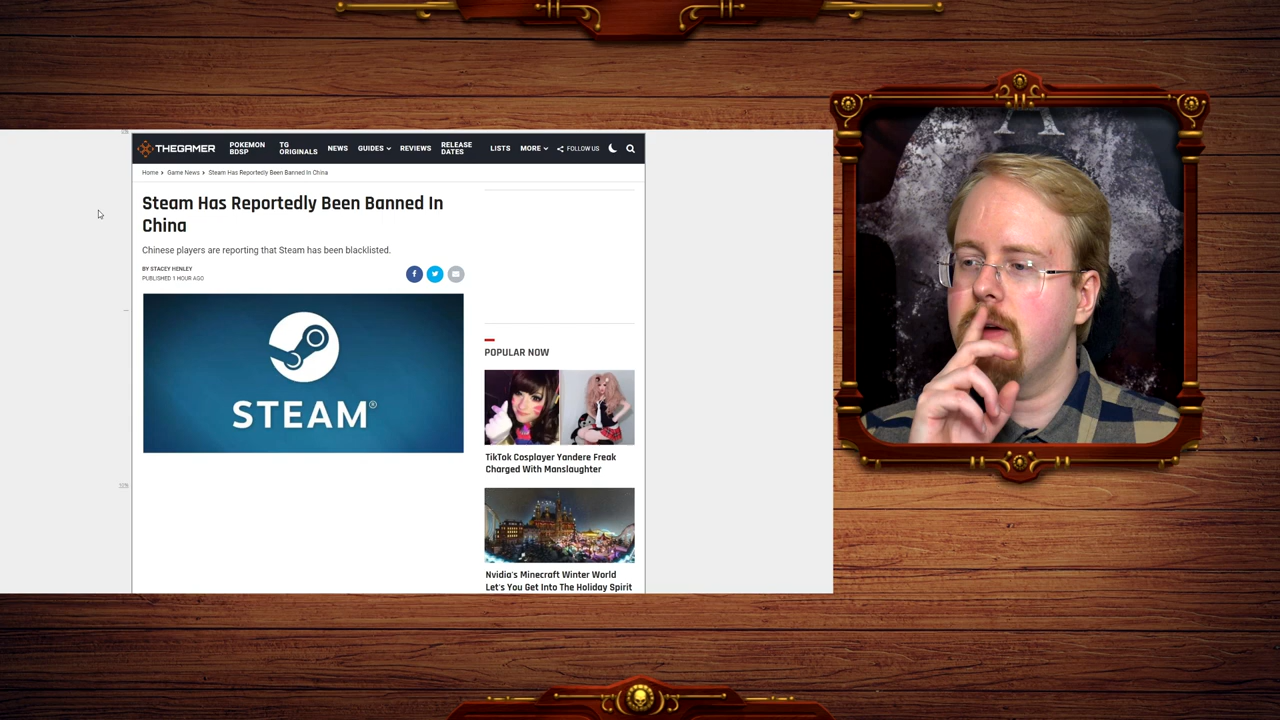 THEGAMER
POKEMON
BDSP
TG
ORIGINALS
NEWS
GUIDES
REVIEWS
RELEASE
DATES
LISTS
MORE
FOLLOW US
Home
Game News
Steam Has Reportedly Been Banned In China
Steam Has Reportedly Been Banned In
China
Chinese players are reporting that Steam has been blacklisted.
BY STACEY HENLEY
PUBLISHED 1 HOUR AGO
STEAM®
POPULAR NOW
TikTok Cosplayer Yandere Freak
Charged With Manslaughter
Nvidia's Minecraft Winter World
Let's You Get Into The Holiday Spirit